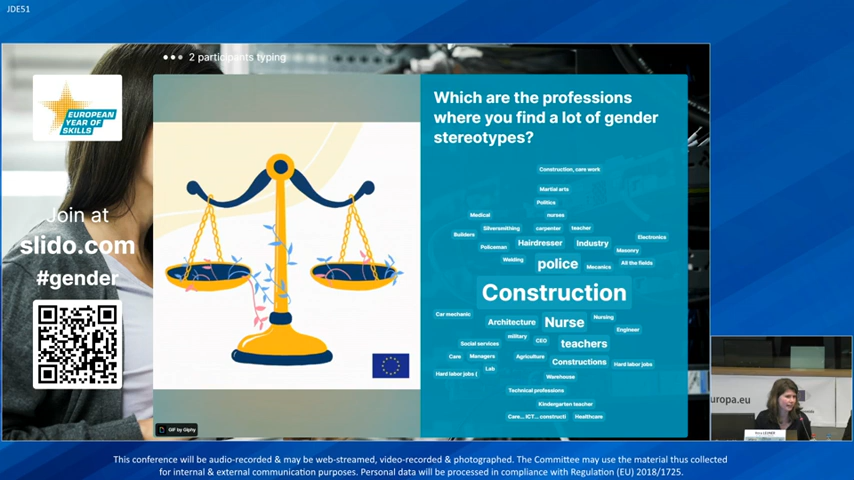 JDE51
2 participants typing
EUROPEAN
YEAR OF
SKILLS
Join at
slido.com
#gender
Which are the professions
where you find a lot of gender
stereotypes?
Construction, care work
Martial arts
Politics
Medical
nurses
Silversmithing
carpenter
teacher
Builders
Policeman
Hairdresser
Industry
Electronics
Masonry
Welding
police
Mecanics
All the fields
Construction
Car mechanic
Architecture
Nurse
Nursing
Engineer
military
Social services
CEO
teachers
Care
Managers
Agriculture
Constructions
Hard labor jobs
Lab
Hard labor jobs (
Warehouse
Technical professions
Kindergarten teacher
Care... ICT... constructi
Healthcare
GIF by Giphy
uropa.eu
This conference will be audio-recorded & may be web-streamed, video-recorded & photographed. The Committee may use the material thus collected
for internal & external communication purposes. Personal data will be processed in compliance with Regulation (EU) 2018/1725.